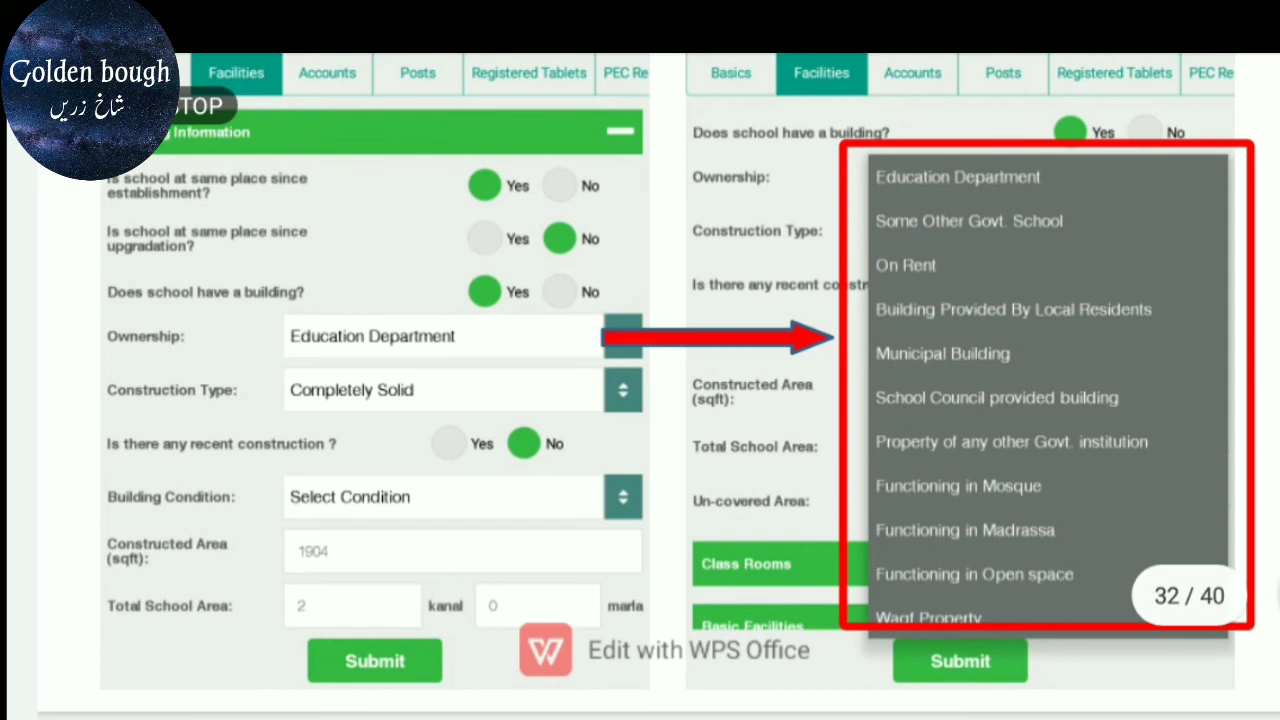 Golden bough
شاخ زریں
TOP
Facilities
Accounts
Posts
Registered Tablets
PEC Re
Information
Is school at same place since
establishment?
Yes
No
Is school at same place since
upgradation?
Yes
No
Does school have a building?
Yes
No
Ownership:
Education Department
Construction Type:
Completely Solid
Is there any recent construction ?
Yes
No
Building Condition:
Select Condition
Constructed Area
(sqft):
1904
Total School Area:
2
kanal
0
marla
Submit
Edit with WPS Office
Basics
Facilities
Accounts
Posts
Registered Tablets
PEC Re
Does school have a building?
Yes
No
Ownership:
Construction Type:
Is there any recent constr
Constructed Area
(sqft):
Total School Area:
Un-covered Area:
Class Rooms
Basic Facilities
Education Department
Some Other Govt. School
On Rent
Building Provided By Local Residents
Municipal Building
School Council provided building
Property of any other Govt. institution
Functioning in Mosque
Functioning in Madrassa
Functioning in Open space
Waqf Property
32 / 40
Submit